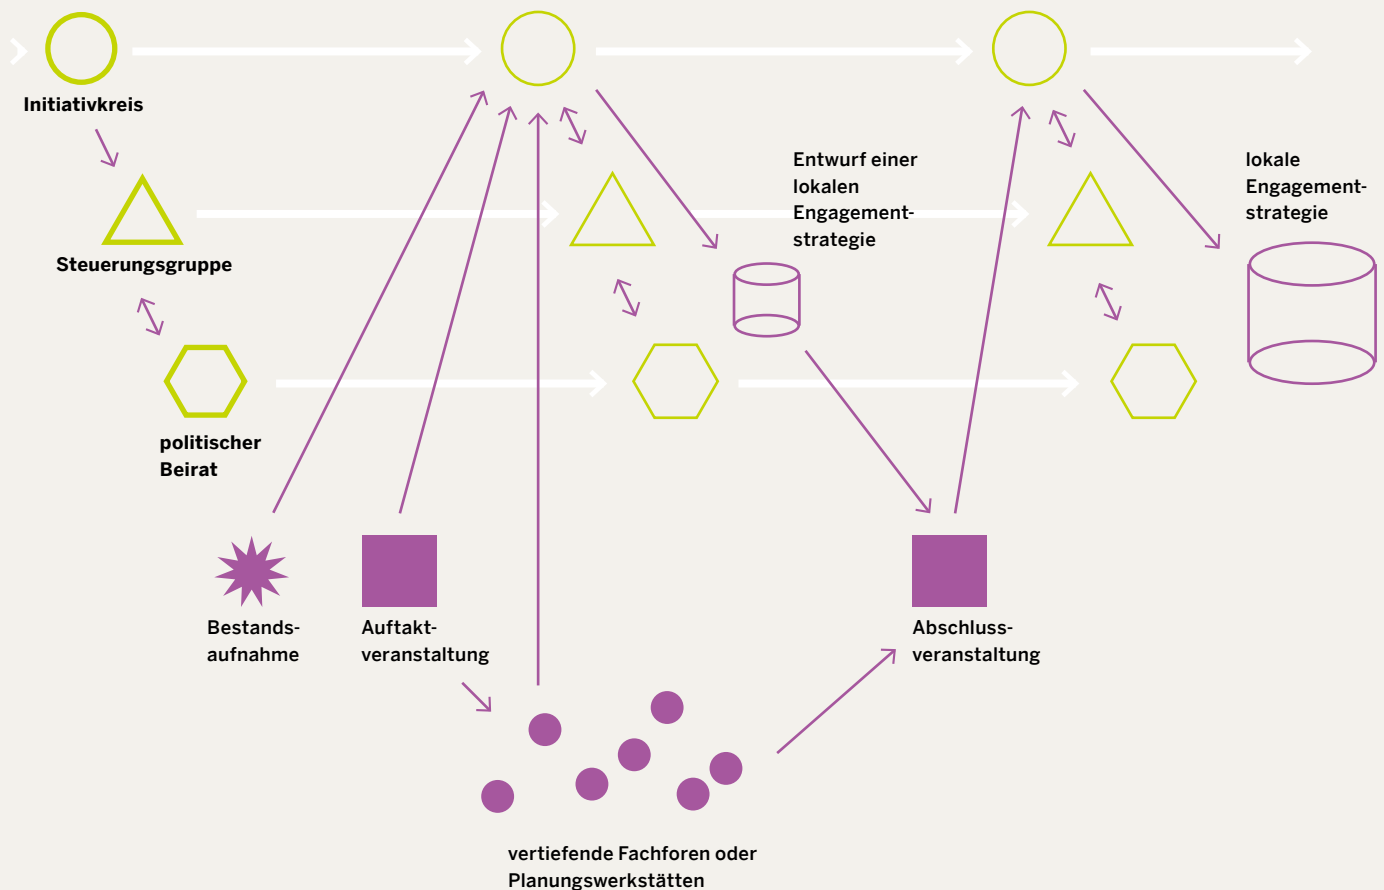 Initiativkreis
Steuerungsgruppe
politischer
Beirat
Entwurf einer
lokalen
Engagement-
strategie
lokale
Engagement-
strategie
Bestands-
aufnahme
Auftakt-
veranstaltung
Abschluss-
veranstaltung
vertiefende Fachforen oder
Planungswerkstätten